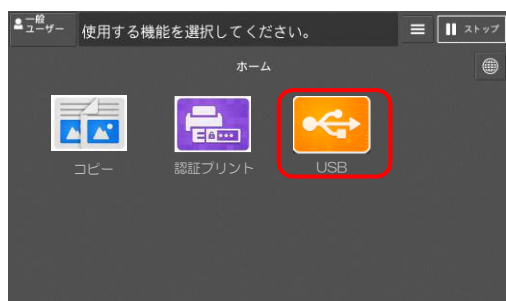 一般
ユーザー
使用する機能を選択してください。
ストップ
ホーム
コピー
認証プリント
USB